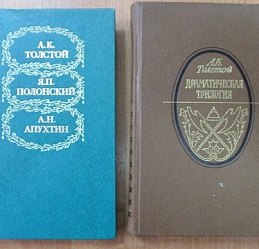 А.К.
ТОЛСТОЙ
Я.П.
ПОЛОНСКИЙ
А.Н.
АПУХТИН
А.К.
Толстой
ДРАМАТИЧЕСКАЯ
ТРИЛОГИЯ